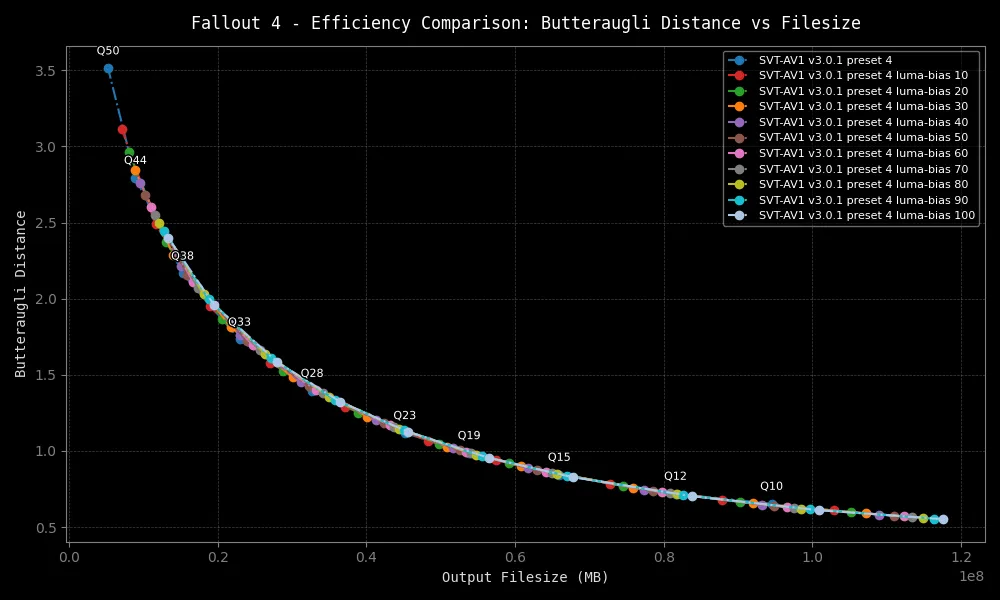 Fallout 4 - Efficiency Comparison: Butteraugli Distance vs Filesize
Q50
Q44
Q38
Q33
Q28
Q23
Q19
Q15
Q12
Q10
SVT-AV1 v3.0.1 preset 4
SVT-AV1 v3.0.1 preset 4 luma-bias 10
SVT-AV1 v3.0.1 preset 4 luma-bias 20
SVT-AV1 v3.0.1 preset 4 luma-bias 30
SVT-AV1 v3.0.1 preset 4 luma-bias 40
SVT-AV1 v3.0.1 preset 4 luma-bias 50
SVT-AV1 v3.0.1 preset 4 luma-bias 60
SVT-AV1 v3.0.1 preset 4 luma-bias 70
SVT-AV1 v3.0.1 preset 4 luma-bias 80
SVT-AV1 v3.0.1 preset 4 luma-bias 90
SVT-AV1 v3.0.1 preset 4 luma-bias 100
Butteraugli Distance
3.5
3.0
2.5
2.0
1.5
1.0
0.5
0.0
0.2
0.4
0.6
0.8
1.0
1.2
1e8
Output Filesize (MB)